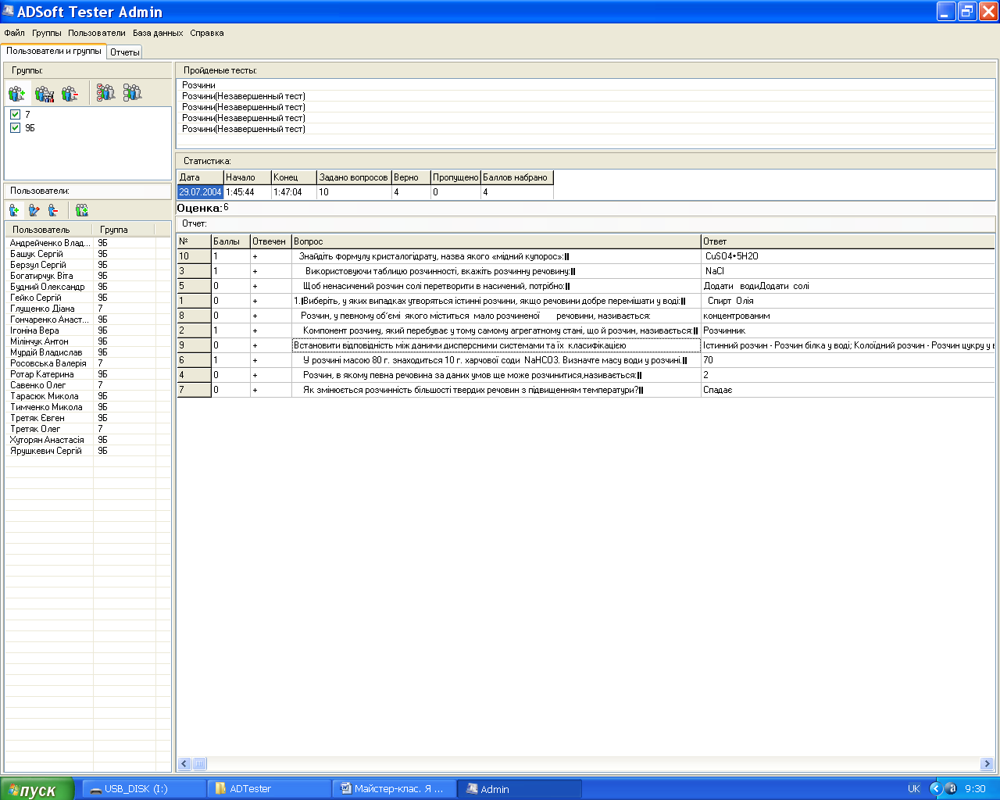 ADSoft Tester Admin
Файл Группы Пользователи База данных Справка
Пользователи и группы Отчеты
Группы:
7
9Б
Пользователи:
Пользователь Группа
Андрейченко Влад... 9Б
Башук Сергій 9Б
Берзул Сергій 9Б
Богатирчук Віта 9Б
Будний Олександр 9Б
Гейко Сергій 9Б
Глущенко Діана 7
Гончаренко Анаст... 9Б
Ігоніна Вера 9Б
Мілінчук Антон 9Б
Мурдій Владислав 9Б
Росовська Валерія 7
Ротар Катерина 9Б
Савенко Олег 7
Тарасюк Микола 9Б
Тимченко Микола 9Б
Третяк Євген 9Б
Третяк Олег 7
Хуторян Анастасія 9Б
Ярушкевич Сергій 9Б
Пройденые тесты:
Розчини
Розчини(Незавершенный тест)
Розчини(Незавершенный тест)
Розчини(Незавершенный тест)
Розчини(Незавершенный тест)
Статистика:
Дата Начало Конец Задано вопросов Верно Пропущено Баллов набрано
29.07.2004 1:45:44 1:47:04 10 4 0 4
Оценка: 6
Отчет:
№ Баллы Отвечен Вопрос Ответ
10 1 + Знайдіть формулу кристалогідрату, назва якого «мідний купорос»: CuSO4•5H2O
3 1 + Використовуючи таблицю розчинності, вкажіть розчинну речовину: NaCl
5 0 + Щоб ненасичений розчин солі перетворити в насичений, потрібно: Додати водиДодати солі
1 0 + 1. Виберіть, у яких випадках утворяться істинні розчини, якщо речовини добре перемішати у воді: Спирт Олія
8 0 + Розчин, у певному об’ємі якого міститься мало розчиненої речовини, називається: концентрованим
2 1 + Компонент розчину, який перебуває у тому самому агрегатному стані, що й розчин, називається: Розчинник
9 0 + Встановити відповідність між даними дисперсними системами та їх класифікацією Істинний розчин - Розчин білка у воді; Колоїдний розчин - Розчин цукру у в
6 1 + У розчині масою 80 г. знаходиться 10 г. харчової соди NaHCO3. Визначте масу води у розчині. 70
4 0 + Розчин, в якому певна речовина за даних умов ще може розчинитися,називається: 2
7 0 + Як змінюється розчинність більшості твердих речовин з підвищенням температури? Спадає
пуск USB_DISK (I:) ADTester Майстер-клас. Я ... Admin UK 9:30